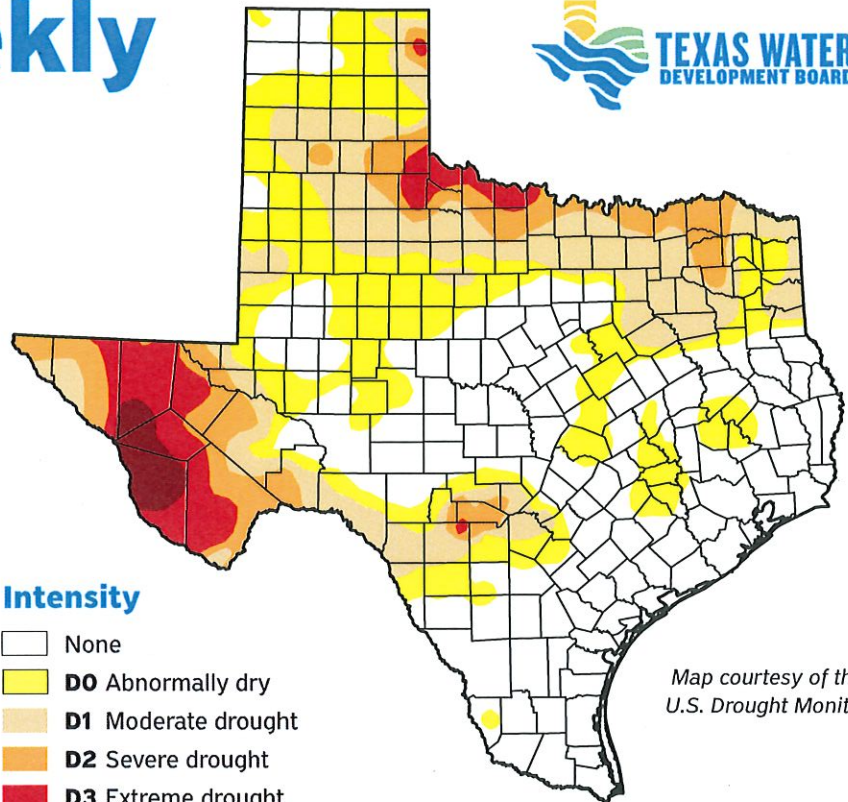 ekly
TEXAS WATER
DEVELOPMENT BOARD
Intensity
None
D0 Abnormally dry
D1 Moderate drought
D2 Severe drought
D3 Extreme drought
Map courtesy of th
U.S. Drought Monit